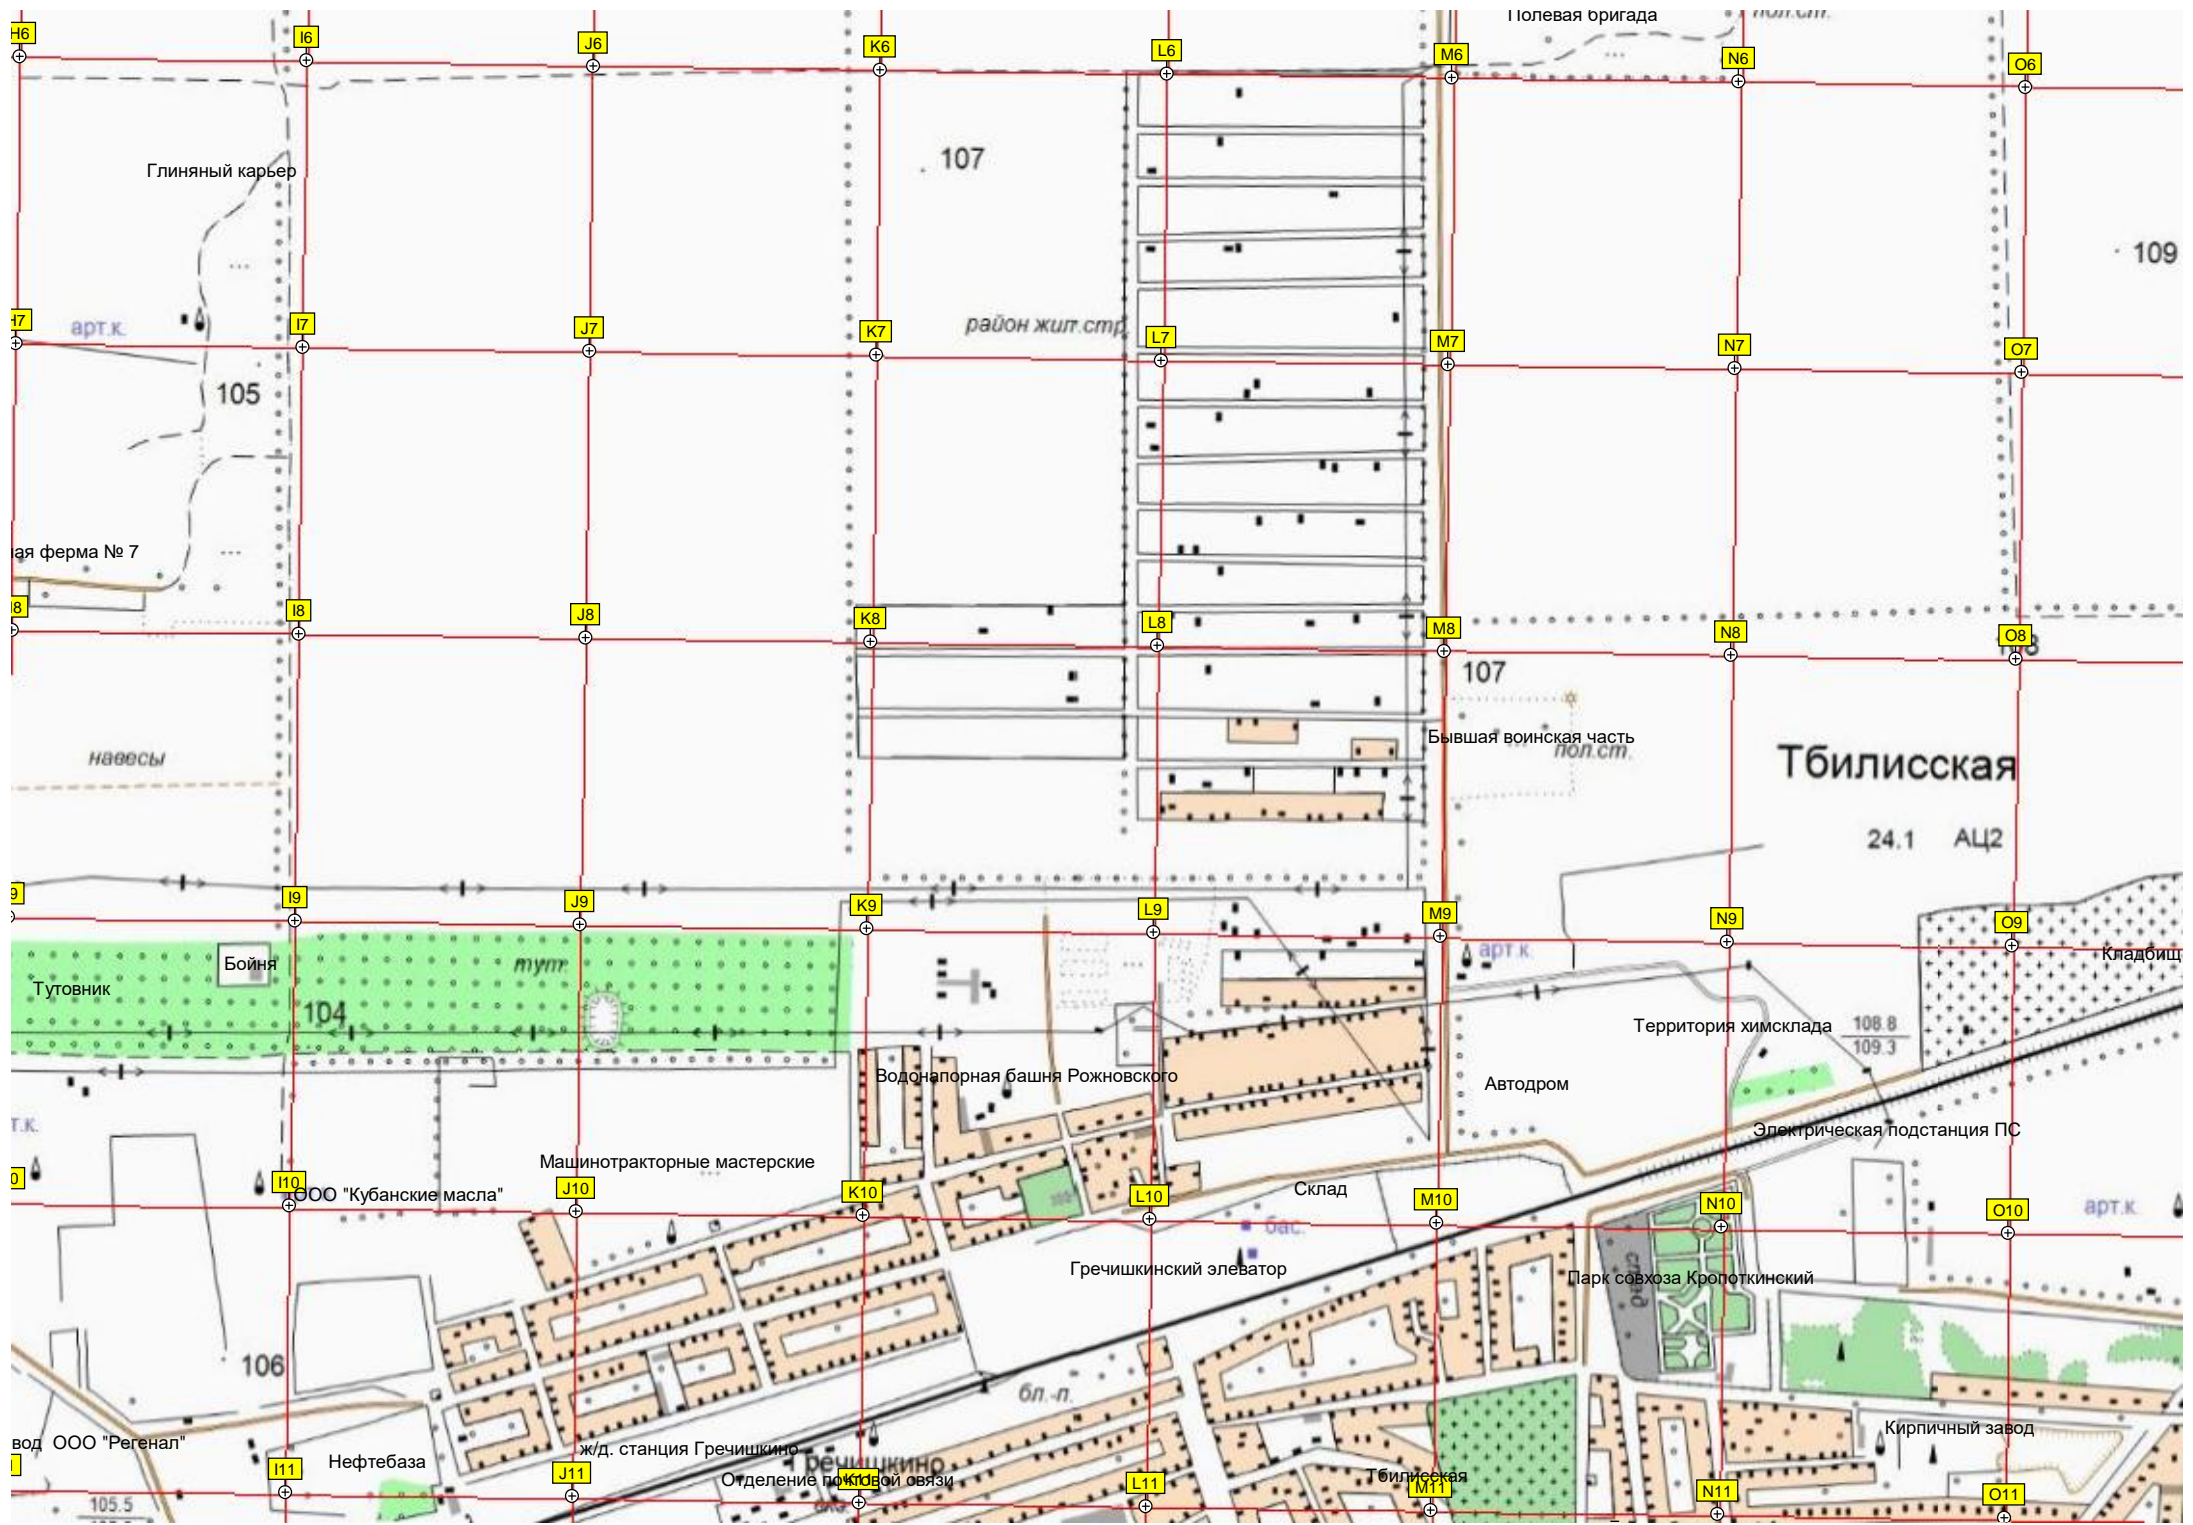 Полевая бригада
пол.ст.
H6
I6
J6
K6
L6
M6
N6
O6
107
Глиняный карьер
109
арт.к.
район жил.стр.
I7
J7
K7
L7
M7
N7
O7
105
ая ферма № 7
I8
J8
K8
L8
M8
N8
O8
107
навесы
Бывшая воинская часть
пол.ст.
Тбилисская
24.1 АЦ2
I9
J9
K9
L9
M9
N9
O9
арт.к.
Кладбищ
Бойня
тут.
Тутовник
104
Территория химсклада
108.8
109.3
Водонапорная башня Рожновского
Автодром
т.к.
Электрическая подстанция ПС
Машинотракторные мастерские
I10
ООО "Кубанские масла"
J10
K10
L10
Склад
M10
N10
O10
арт.к.
бас.
Гречишкинский элеватор
Парк совхоза Кропоткинский
106
бл.-п.
Кирпичный завод
вод ООО "Регенал"
Нефтебаза
ж/д. станция Гречишкино
Гречишкино
Отделение почтовой связи
Тбилисская
I11
J11
K11
L11
M11
N11
O11
105.5